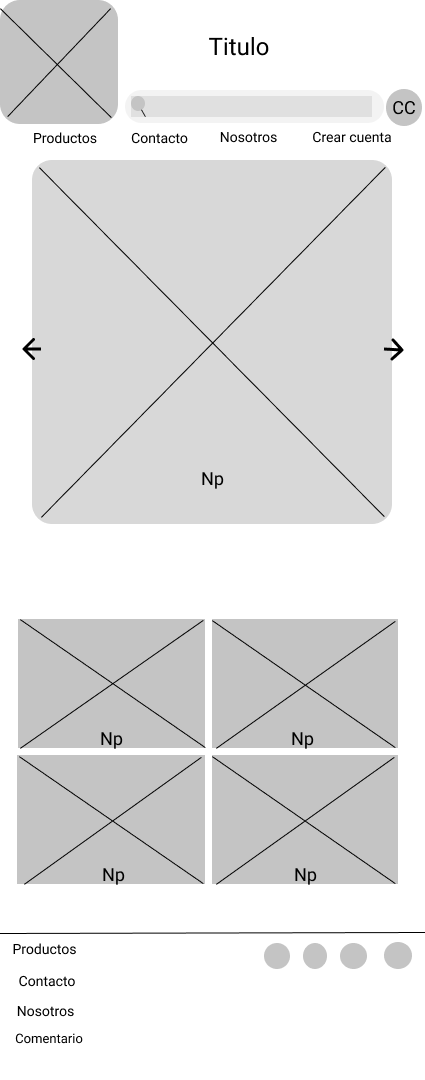 Titulo
CC
Productos Contacto Nosotros Crear cuenta
Np
Np Np
Np Np
Productos
Contacto
Nosotros
Comentario